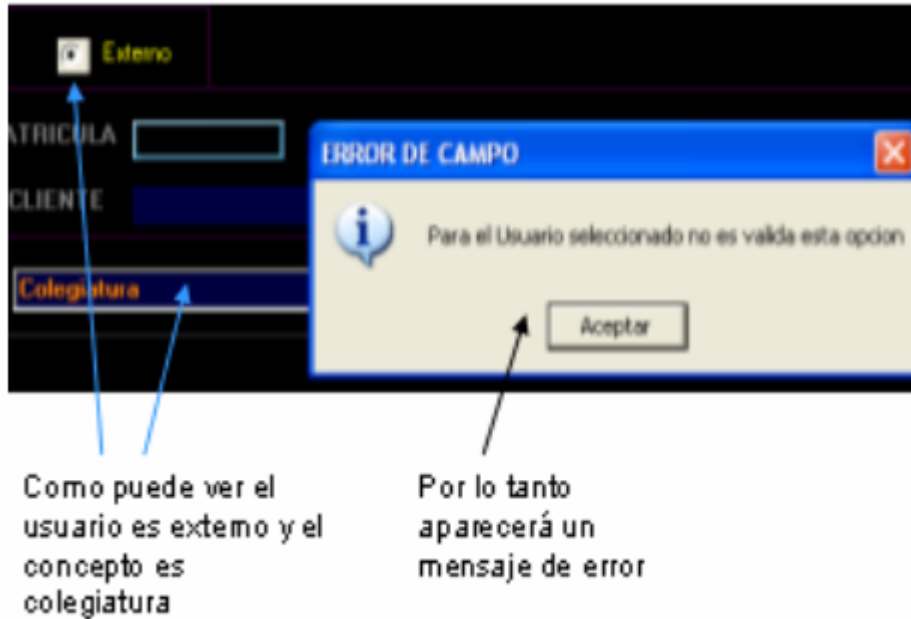 Externo
ATRICULA
ERROR DE CAMPO
CLIENTE
Para el Usuario seleccionado no es valida esta opcion
Colegiatura
Aceptar
Como puede ver el
usuario es externo y el
concepto es
colegiatura
Por lo tanto
aparecerá un
mensaje de error